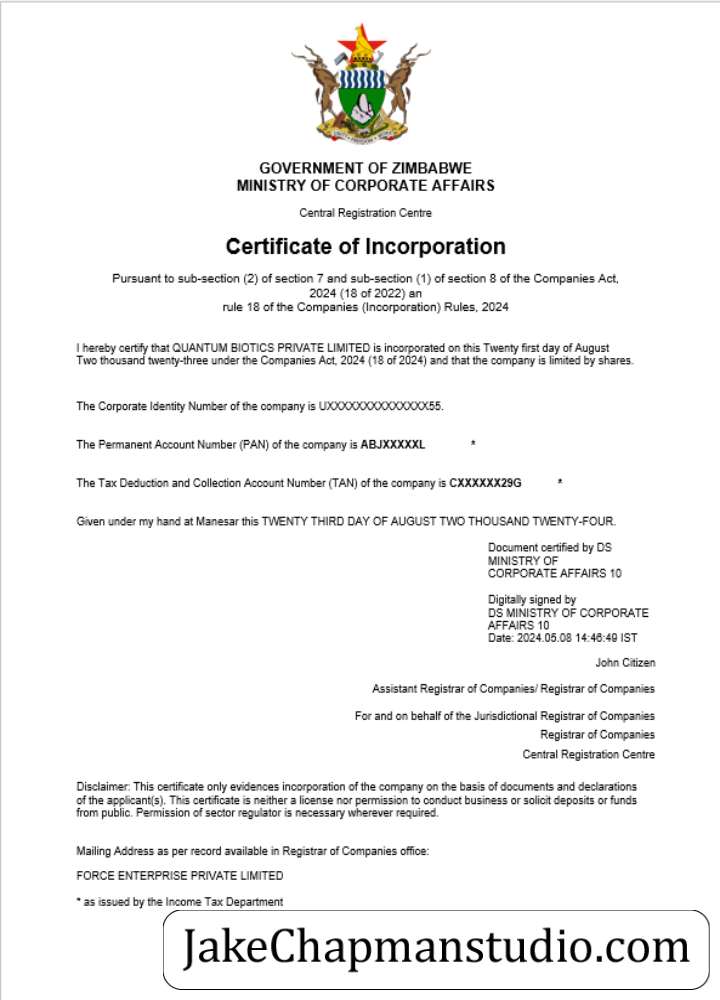 GOVERNMENT OF ZIMBABWE
MINISTRY OF CORPORATE AFFAIRS
Central Registration Centre
Certificate of Incorporation
Pursuant to sub-section (2) of section 7 and sub-section (1) of section 8 of the Companies Act,
2024 (18 of 2022) an
rule 18 of the Companies (Incorporation) Rules, 2024
I hereby certify that QUANTUM BIOTICS PRIVATE LIMITED is incorporated on this Twenty first day of August
Two thousand twenty-three under the Companies Act, 2024 (18 of 2024) and that the company is limited by shares.
The Corporate Identity Number of the company is UXXXXXXXXXXXXXX55.
The Permanent Account Number (PAN) of the company is ABJXXXXXL *
The Tax Deduction and Collection Account Number (TAN) of the company is CXXXXXX29G *
Given under my hand at Manesar this TWENTY THIRD DAY OF AUGUST TWO THOUSAND TWENTY-FOUR.
Document certified by DS
MINISTRY OF
CORPORATE AFFAIRS 10
Digitally signed by
DS MINISTRY OF CORPORATE
AFFAIRS 10
Date: 2024.05.08 14:46:49 IST
John Citizen
Assistant Registrar of Companies/ Registrar of Companies
For and on behalf of the Jurisdictional Registrar of Companies
Registrar of Companies
Central Registration Centre
Disclaimer: This certificate only evidences incorporation of the company on the basis of documents and declarations
of the applicant(s). This certificate is neither a license nor permission to conduct business or solicit deposits or funds
from public. Permission of sector regulator is necessary wherever required.
Mailing Address as per record available in Registrar of Companies office:
FORCE ENTERPRISE PRIVATE LIMITED
* as issued by the Income Tax Department
JakeChapmanstudio.com